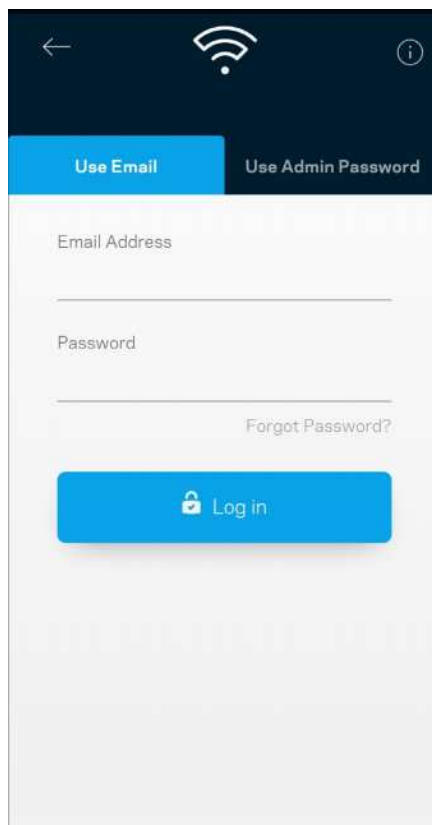 Use Email
Use Admin Password
Email Address
Password
Forgot Password?
Log in